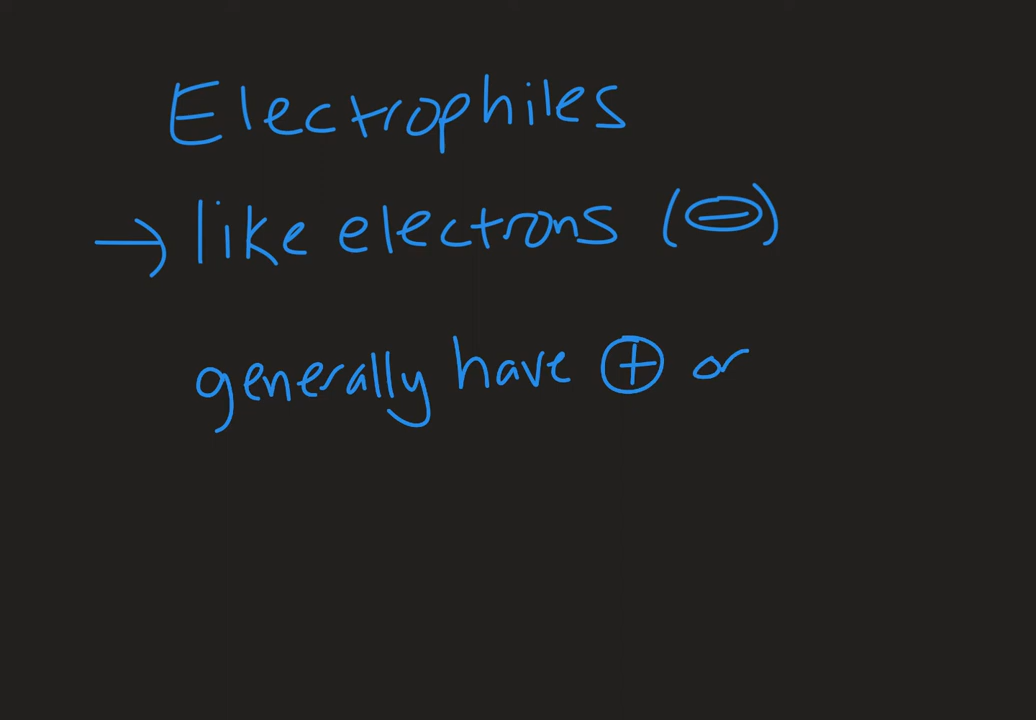 Electrophiles
→ like electrons (⊖)
generally have ⊕ or